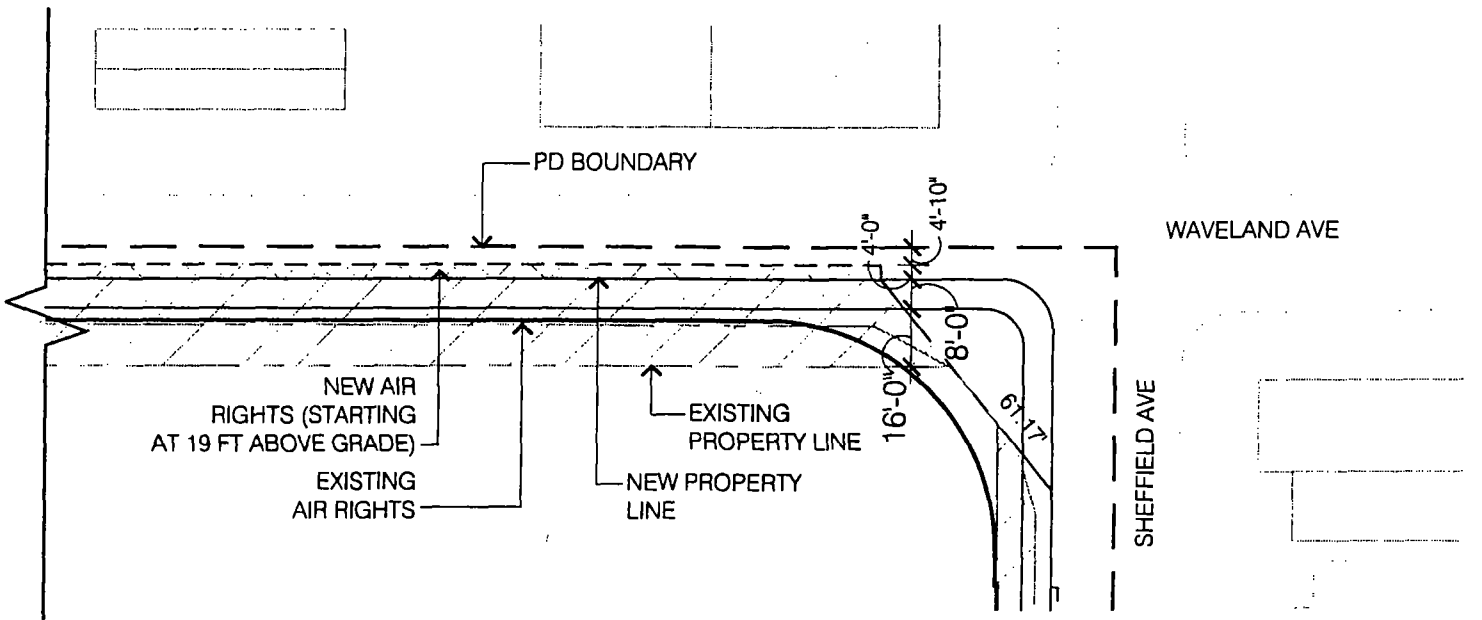 PD BOUNDARY
4'-0"
4'-10"
WAVELAND AVE
8'-0"
16'-0"
61.17'
NEW AIR
RIGHTS (STARTING
AT 19 FT ABOVE GRADE)
EXISTING
AIR RIGHTS
EXISTING
PROPERTY LINE
NEW PROPERTY
LINE
SHEFFIELD AVE